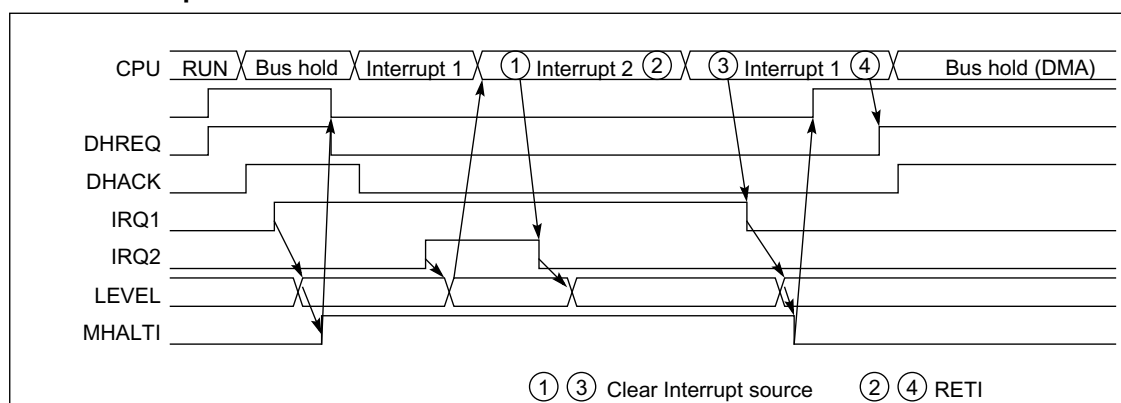 CPU RUN Bus hold Interrupt 1 ① Interrupt 2 ② ③ Interrupt 1 ④ Bus hold (DMA)
DHREQ
DHACK
IRQ1
IRQ2
LEVEL
MHALTI
① ③ Clear Interrupt source ② ④ RETI